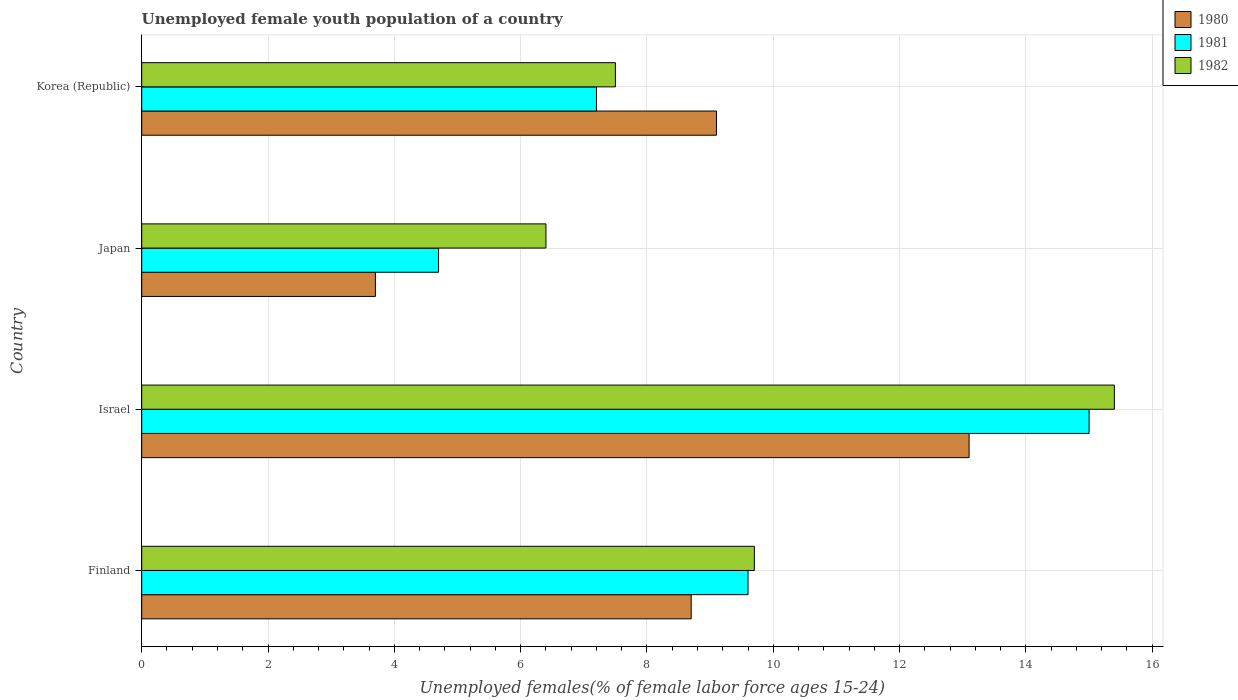 Unemployed female youth population of a country
1980
1981
1982
Korea (Republic)
Japan
Israel
Finland
Country
0
2
4
6
8
10
12
14
16
Unemployed females(% of female labor force ages 15-24)